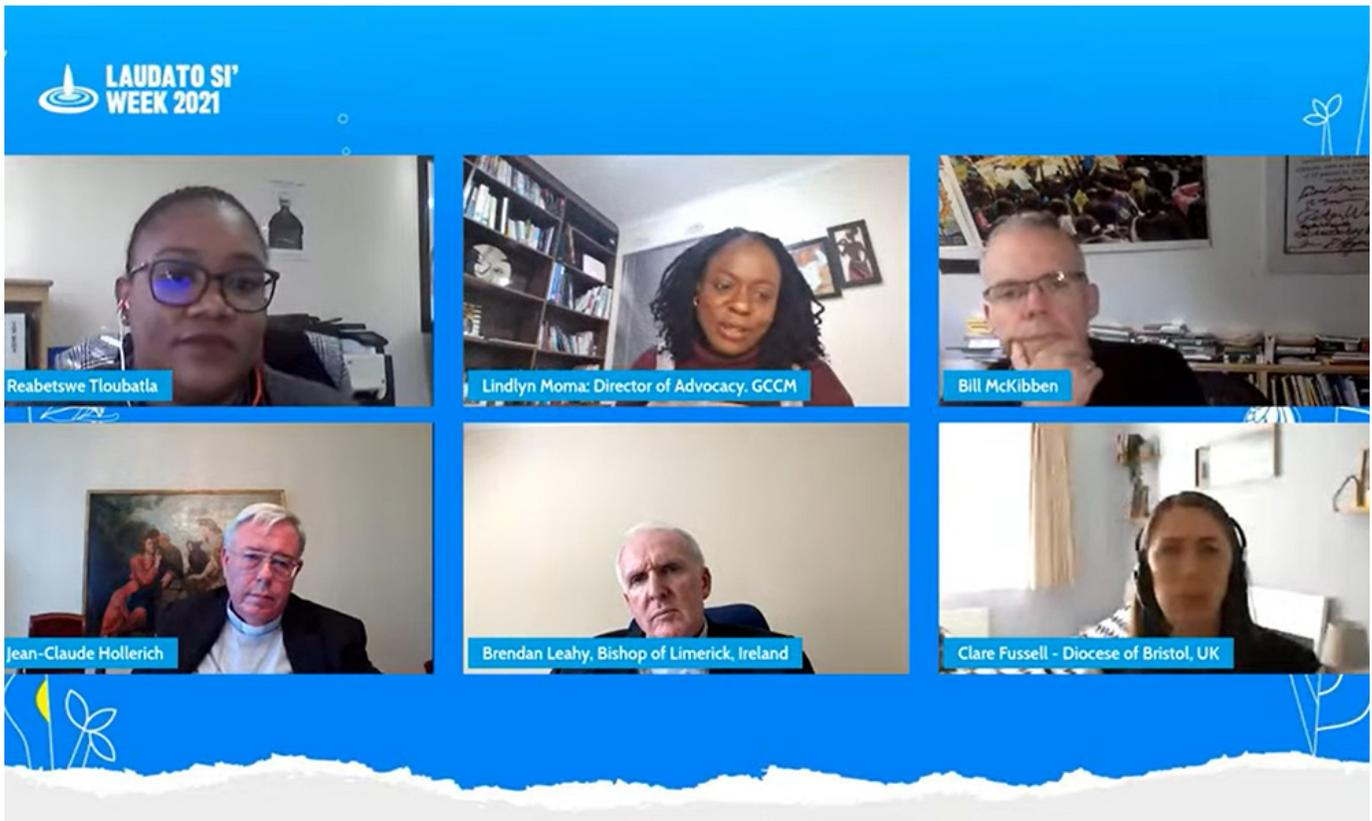 LAUDATO SI'
WEEK 2021
Reabetswe Tloubatla
Lindlyn Moma: Director of Advocacy. GCCM
Bill McKibben
Jean-Claude Hollerich
Brendan Leahy, Bishop of Limerick, Ireland
Clare Fussell - Diocese of Bristol, UK